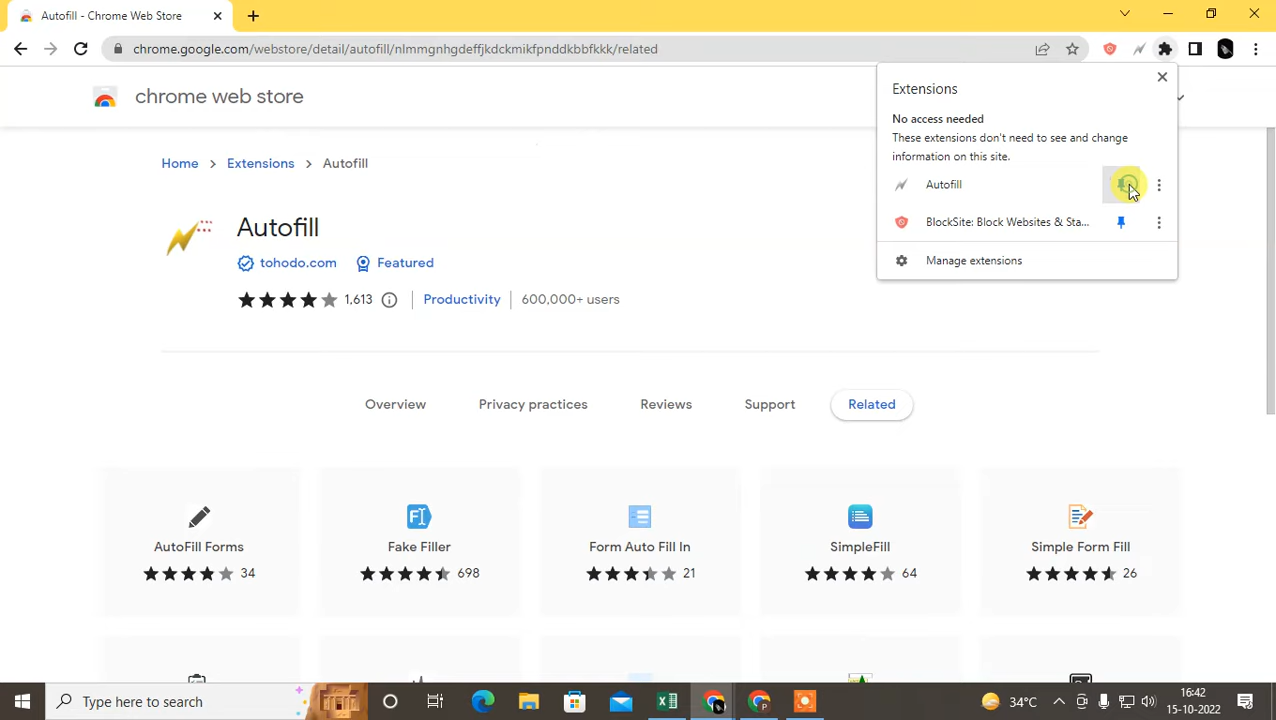 Autofill - Chrome Web Store
chrome.google.com/webstore/detail/autofill/nlmmgnhgdeffjkdckmikfpnddkbbfkkk/related
chrome web store
Extensions
No access needed
These extensions don't need to see and change
information on this site.
Autofill
BlockSite: Block Websites & Sta...
Manage extensions
Home > Extensions > Autofill
Autofill
tohodo.com Featured
1,613 Productivity 600,000+ users
Overview Privacy practices Reviews Support Related
AutoFill Forms Fake Filler Form Auto Fill In SimpleFill Simple Form Fill
34 698 21 64 26
Type here to search
34°C
16:42
15-10-2022